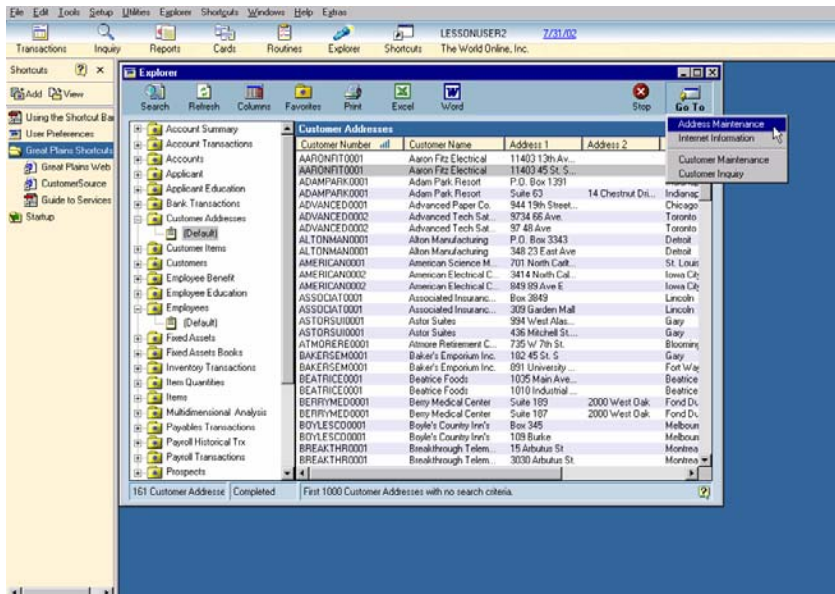 File Edit Tools Setup Utilities Explorer Shortcuts Windows Help Extras
LESSONUSER2 7/31/02
Transactions Inquiry Reports Cards Routines Explorer Shortcuts The World Online, Inc.
Shortcuts
Add View
Using the Shortcut Bar
User Preferences
Great Plains Shortcuts
Great Plains Web
CustomerSource
Guide to Services
Startup
Explorer
Search Refresh Columns Favorites Print Excel Word Stop Go To
Address Maintenance
Internet Information
Customer Maintenance
Customer Inquiry
Account Summary
Account Transactions
Accounts
Applicant
Applicant Education
Bank Transactions
Customer Addresses
(Default)
Customer Items
Customers
Employee Benefit
Employee Education
Employees
(Default)
Fixed Assets
Fixed Assets Books
Inventory Transactions
Item Quantities
Items
Multidimensional Analysis
Payables Transactions
Payroll Historical Trx
Payroll Transactions
Prospects
Customer Addresses
Customer Number Customer Name Address 1 Address 2
AARONFIT0001 Aaron Fitz Electrical 11403 13th Av...
AARONFIT0001 Aaron Fitz Electrical 11403 45 St. S...
ADAMPARK0001 Adam Park Resort P.O. Box 1391
ADAMPARK0001 Adam Park Resort Suite 63 14 Chestnut Dri... Indianap
ADVANCED0001 Advanced Paper Co. 944 19th Street... Chicago
ADVANCED0002 Advanced Tech Sat... 9734 66 Ave. Toronto
ADVANCED0002 Advanced Tech Sat... 97 48 Ave Toronto
ALTONMAN0001 Alton Manufacturing P.O. Box 3343 Detroit
ALTONMAN0001 Alton Manufacturing 348 23 East Ave Detroit
AMERICAN0001 American Science M... 701 North Carlt... St. Louis
AMERICAN0002 American Electrical C... 3414 North Cal... Iowa City
AMERICAN0002 American Electrical C... 849 89 Ave E Iowa City
ASSOCIAT0001 Associated Insuranc... Box 3849 Lincoln
ASSOCIAT0001 Associated Insuranc... 309 Garden Mall Lincoln
ASTORSUI0001 Astor Suites 994 West Alas... Gary
ASTORSUI0001 Astor Suites 436 Mitchell St... Gary
ATMORERE0001 Atmore Retirement C... 735 W 7th St. Blooming
BAKERSEM0001 Baker's Emporium Inc. 182 45 St. S Gary
BAKERSEM0001 Baker's Emporium Inc. 891 University ... Fort Way
BEATRICE0001 Beatrice Foods 1035 Main Ave... Beatrice
BEATRICE0001 Beatrice Foods 1010 Industrial ... Beatrice
BERRYMED0001 Berry Medical Center Suite 189 2000 West Oak Fond Du
BERRYMED0001 Berry Medical Center Suite 187 2000 West Oak Fond Du
BOYLESCO0001 Boyle's Country Inn's Box 345 Melbourn
BOYLESCO0001 Boyle's Country Inn's 109 Burke Melbourn
BREAKTHR0001 Breakthrough Telem... 15 Arbutus St Montrea
BREAKTHR0001 Breakthrough Telem... 3030 Arbutus St. Montrea
161 Customer Addresse Completed First 1000 Customer Addresses with no search criteria.